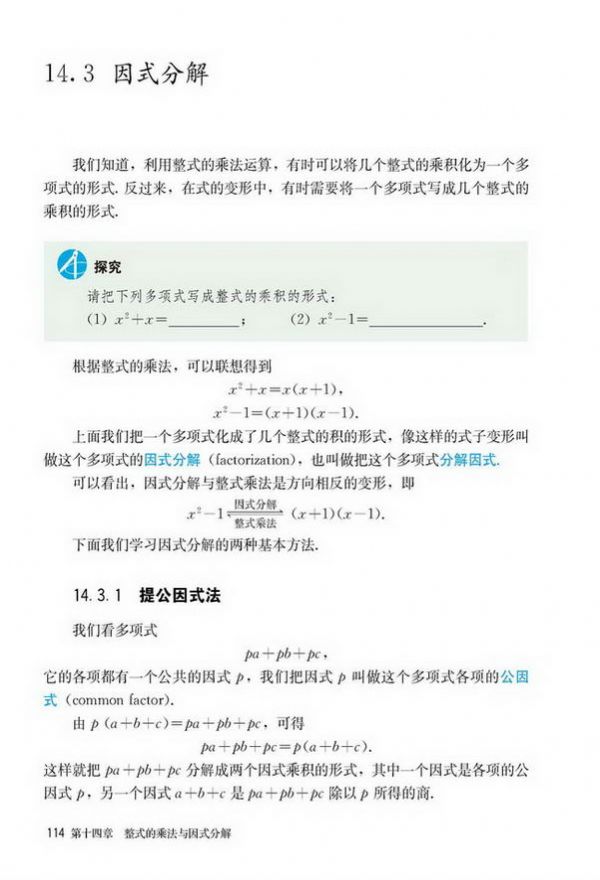 14.3 因式分解
我们知道，利用整式的乘法运算，有时可以将几个整式的乘积化为一个多
项式的形式. 反过来，在式的变形中，有时需要将一个多项式写成几个整式的
乘积的形式.
探究
请把下列多项式写成整式的乘积的形式：
(1) x²+x=________; (2) x²−1=____________.
根据整式的乘法，可以联想得到
x²+x=x(x+1),
x²−1=(x+1)(x−1).
上面我们把一个多项式化成了几个整式的积的形式，像这样的式子变形叫
做这个多项式的因式分解 (factorization)，也叫做把这个多项式分解因式.
可以看出，因式分解与整式乘法是方向相反的变形，即
因式分解
x²−1 ⇌ (x+1)(x−1).
整式乘法
下面我们学习因式分解的两种基本方法.
14.3.1 提公因式法
我们看多项式
pa+pb+pc,
它的各项都有一个公共的因式 p，我们把因式 p 叫做这个多项式各项的公因
式 (common factor).
由 p (a+b+c)=pa+pb+pc，可得
pa+pb+pc=p(a+b+c).
这样就把 pa+pb+pc 分解成两个因式乘积的形式，其中一个因式是各项的公
因式 p，另一个因式 a+b+c 是 pa+pb+pc 除以 p 所得的商.
114 第十四章 整式的乘法与因式分解